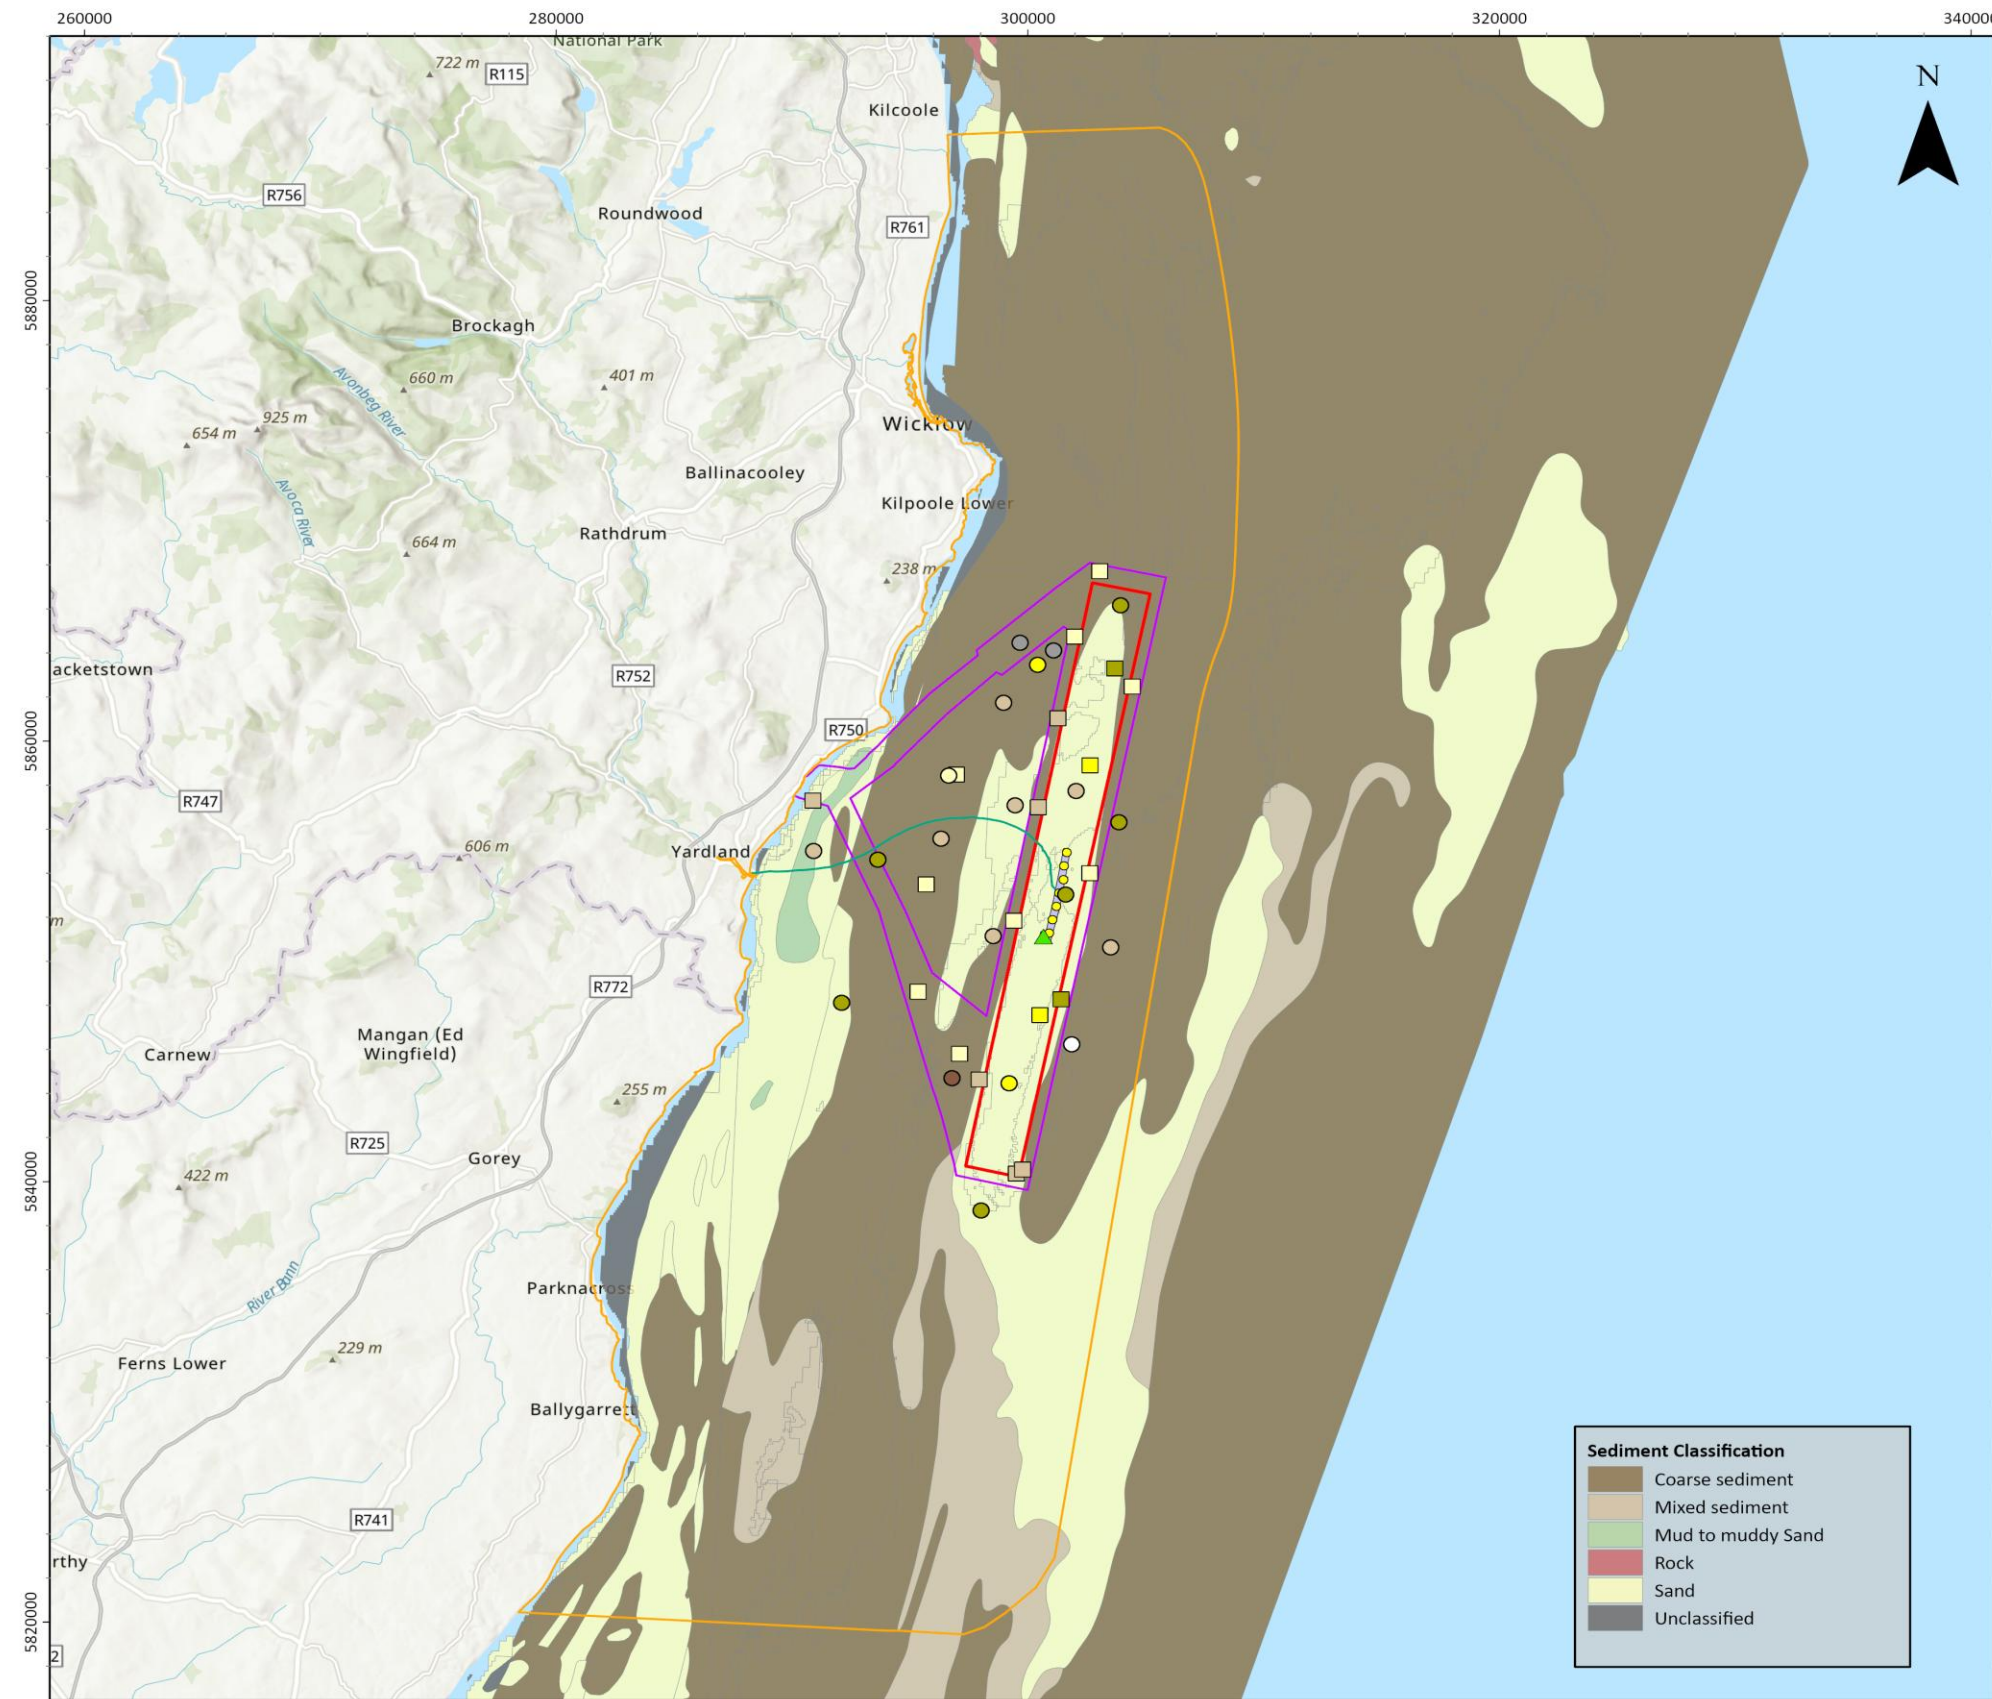 260000
280000
300000
320000
National Park
722 m
R115
N
Kilcoole
R756
Roundwood
R761
5880000
Brockagh
Avonbeg River
660 m
401 m
925 m
654 m
Wicklow
Ballinacooley
Avoca River
Kilpoole Lower
Rathdrum
664 m
238 m
acketstown
R752
5860000
R750
R747
606 m
Yardland
m
R772
Mangan (Ed
Wingfield)
Carnew
255 m
R725
Gorey
422 m
5840000
River Bann
Parknacross
229 m
Ferns Lower
Ballygarrett
Sediment Classification
Coarse sediment
Mixed sediment
R741
Mud to muddy Sand
rthy
Rock
Sand
Unclassified
5820000
2